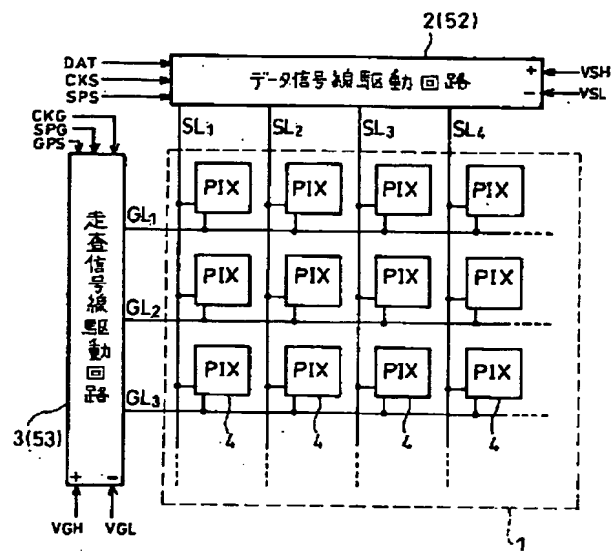 2(52)
DAT
CKS
SPS
データ信号線駆動回路
+
-
VSH
VSL
CKG
SPG
GPS
SL1 SL2 SL3 SL4
走査信号線駆動回路
GL1
PIX PIX PIX PIX
GL2
PIX PIX PIX PIX
GL3
PIX PIX PIX PIX
4 4 4 4
3(53)
+ -
VGH VGL
1